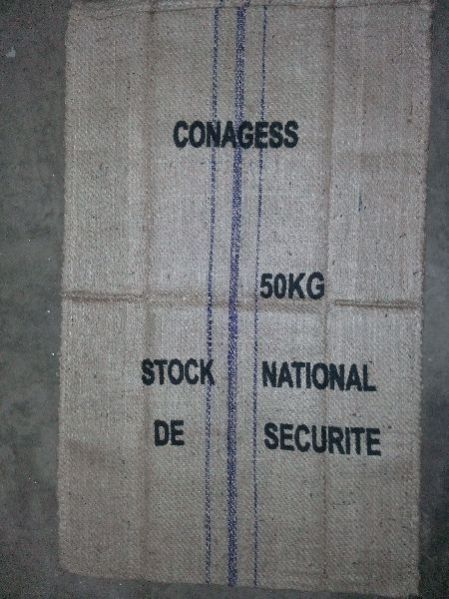 CONAGESS
50KG
STOCK NATIONAL
DE SECURITE